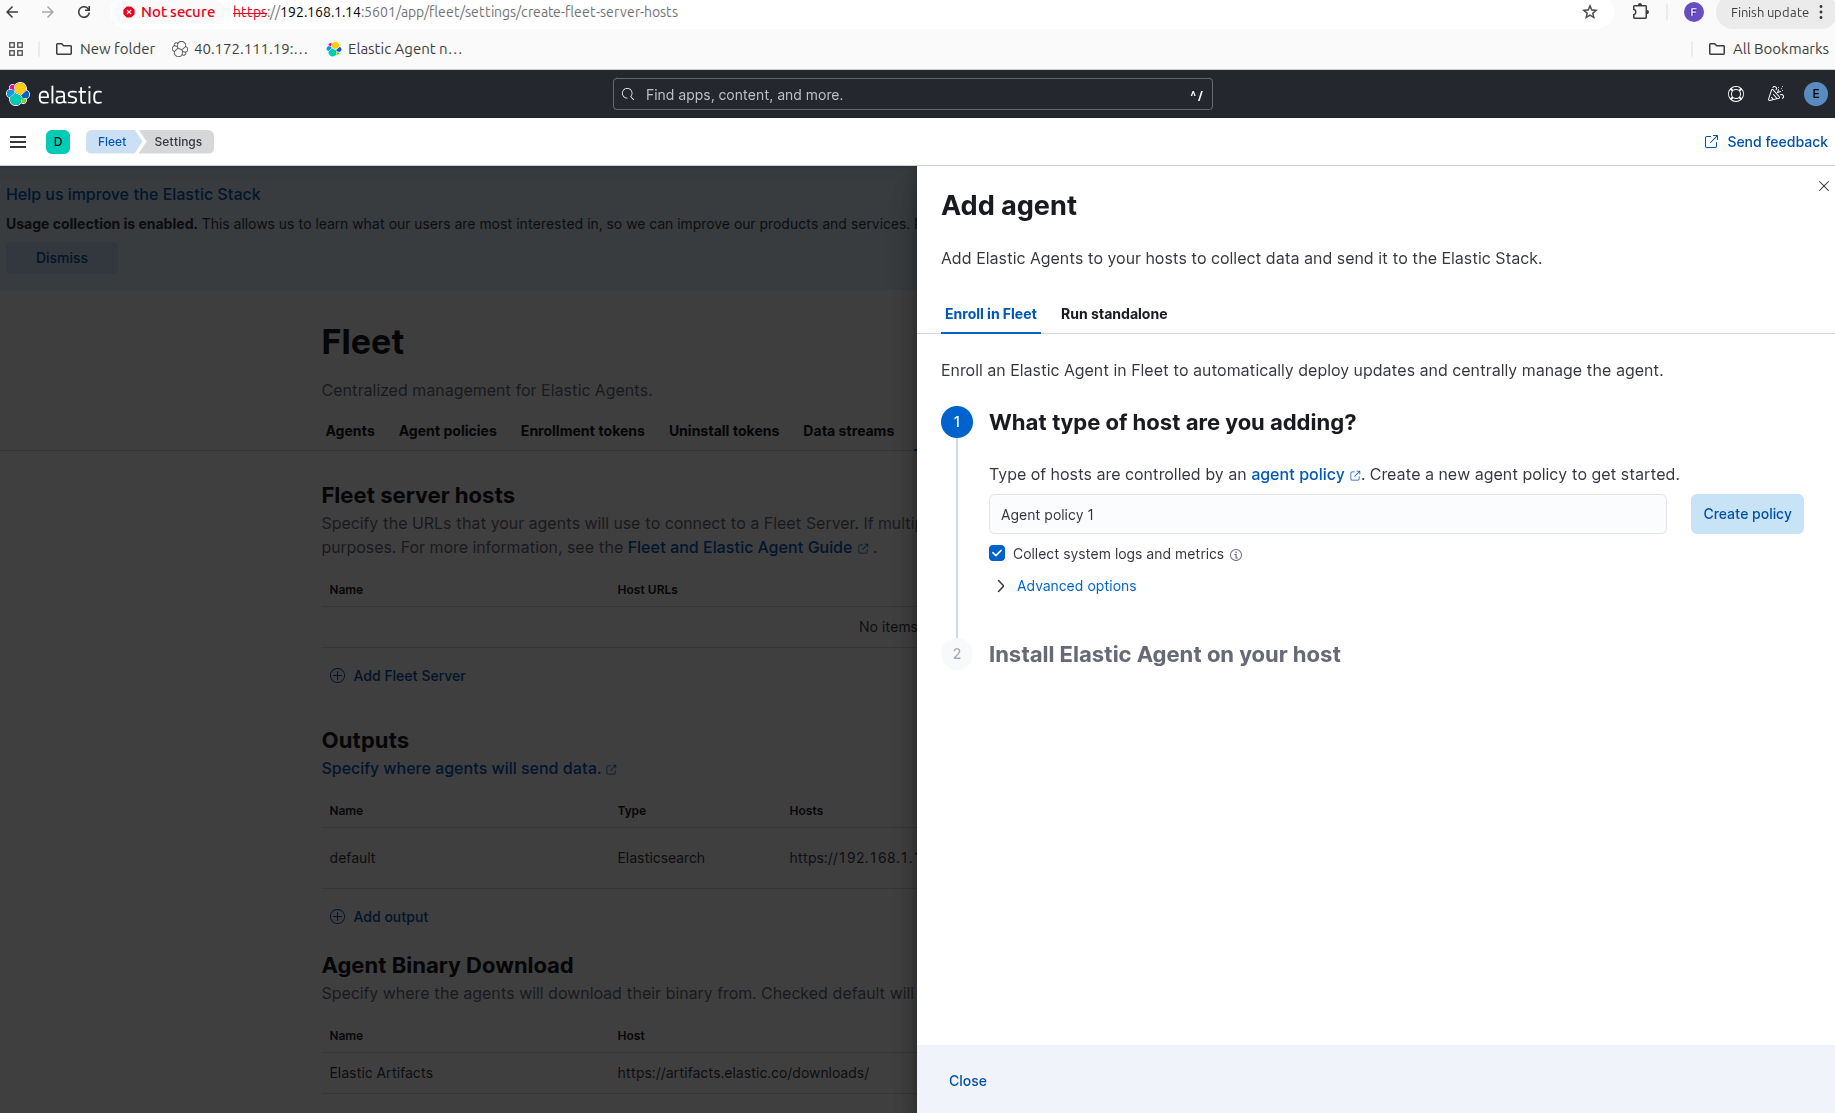 Not secure https://192.168.1.14:5601/app/fleet/settings/create-fleet-server-hosts F Finish update
New folder 40.172.111.19:... Elastic Agent n... All Bookmarks
elastic Find apps, content, and more. ^/ E
D Fleet Settings Send feedback
Help us improve the Elastic Stack
Usage collection is enabled. This allows us to learn what our users are most interested in, so we can improve our products and services.
Dismiss
Fleet
Centralized management for Elastic Agents.
Agents Agent policies Enrollment tokens Uninstall tokens Data streams
Fleet server hosts
Specify the URLs that your agents will use to connect to a Fleet Server. If multip
purposes. For more information, see the Fleet and Elastic Agent Guide .
Name Host URLs
No items
Add Fleet Server
Outputs
Specify where agents will send data.
Name Type Hosts
default Elasticsearch https://192.168.1.1
Add output
Agent Binary Download
Specify where the agents will download their binary from. Checked default will
Name Host
Elastic Artifacts https://artifacts.elastic.co/downloads/
Add agent
Add Elastic Agents to your hosts to collect data and send it to the Elastic Stack.
Enroll in Fleet Run standalone
Enroll an Elastic Agent in Fleet to automatically deploy updates and centrally manage the agent.
1 What type of host are you adding?
Type of hosts are controlled by an agent policy . Create a new agent policy to get started.
Agent policy 1 Create policy
Collect system logs and metrics
Advanced options
2 Install Elastic Agent on your host
Close